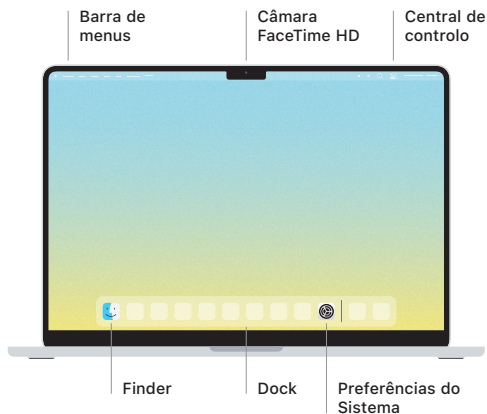 Barra de
menus
Câmara
FaceTime HD
Central de
controlo
Finder
Dock
Preferências do
Sistema